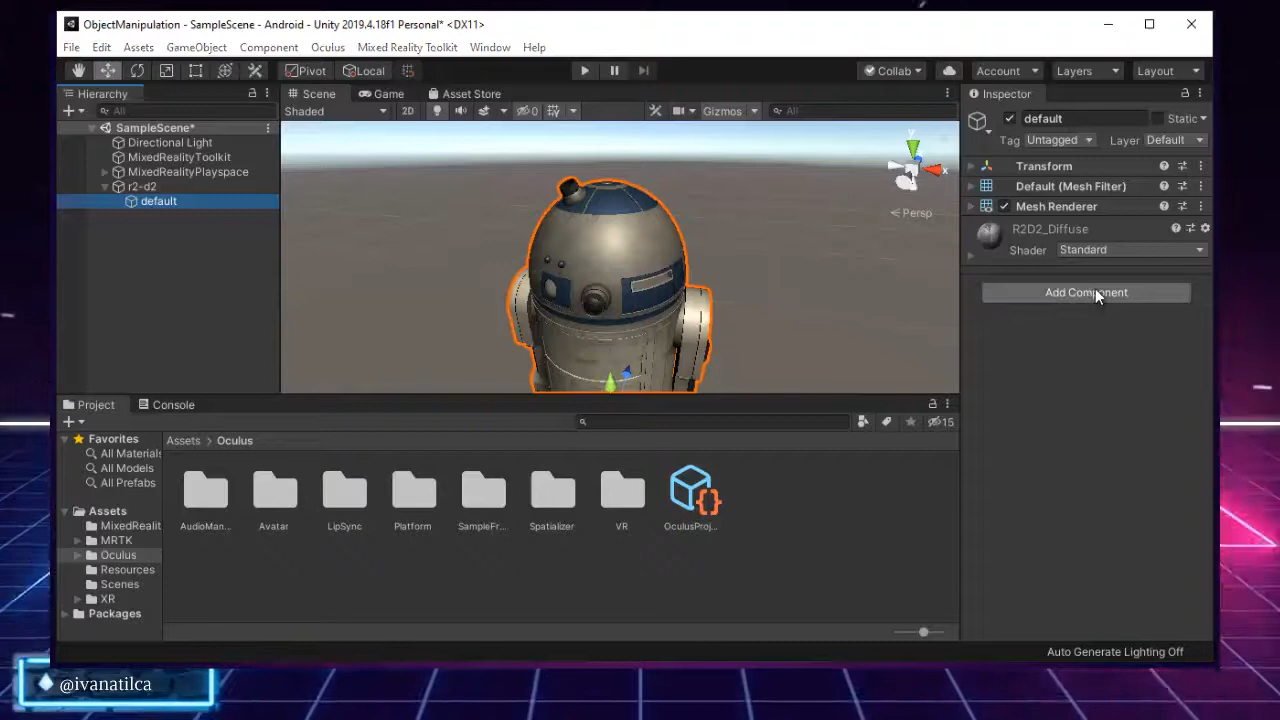 ObjectManipulation - SampleScene - Android - Unity 2019.4.18f1 Personal* <DX11>
File Edit Assets GameObject Component Oculus Mixed Reality Toolkit Window Help
Pivot Local Collab Account Layers Layout
Hierarchy
All
SampleScene*
Directional Light
MixedRealityToolkit
MixedRealityPlayspace
r2-d2
default
Scene Game Asset Store
Shaded 2D 0 Gizmos All
y
x
< Persp
Inspector
default Static
Tag Untagged Layer Default
Transform
Default (Mesh Filter)
Mesh Renderer
R2D2_Diffuse
Shader Standard
Add Component
Project Console
15
Favorites
All Materials
All Models
All Prefabs
Assets
MixedRealit
MRTK
Oculus
Resources
Scenes
XR
Packages
Assets > Oculus
AudioMan... Avatar LipSync Platform SampleFr... Spatializer VR OculusProj...
Auto Generate Lighting Off
@ivanatilca